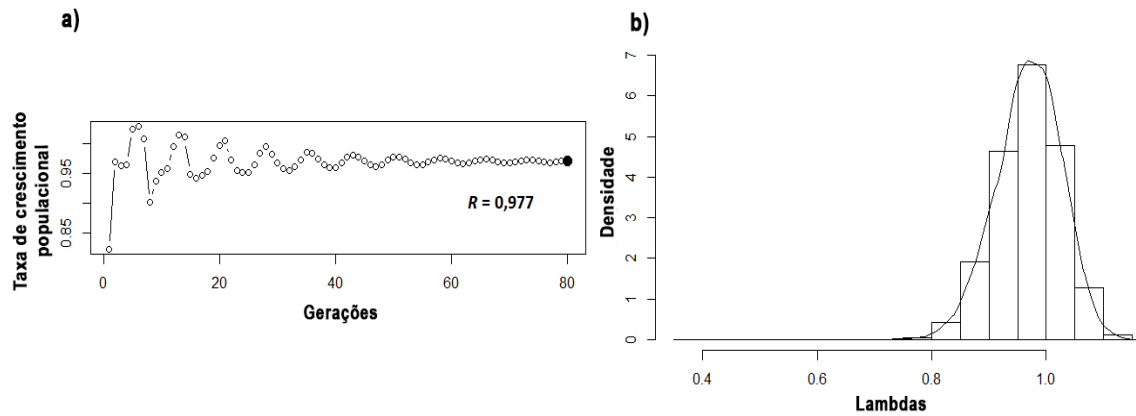 a)
Taxa de crescimento
populacional
0.95
0.85
R = 0,977
0
20
40
60
80
Gerações
b)
Densidade
7
6
5
4
3
2
1
0
0.4
0.6
0.8
1.0
Lambdas